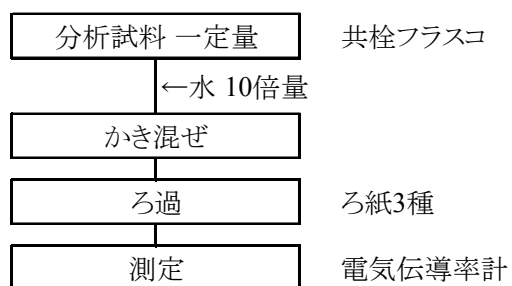 分析試料 一定量 共栓フラスコ
←水 10倍量
かき混ぜ
ろ過 ろ紙3種
測定 電気伝導率計